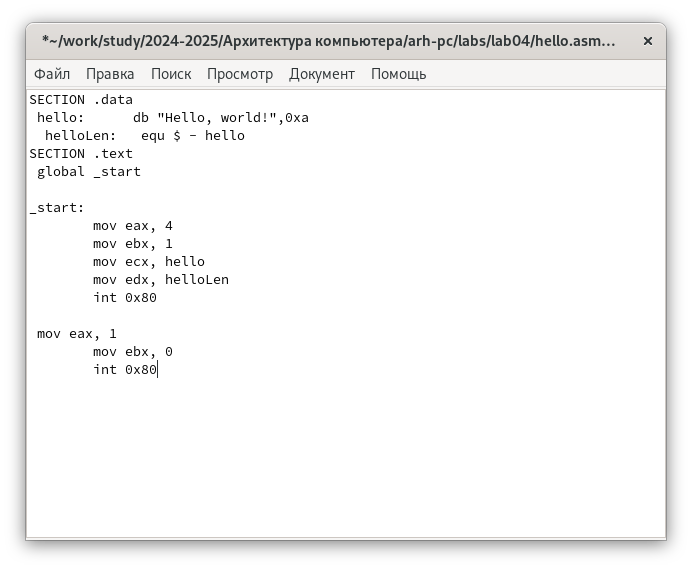 *~/work/study/2024-2025/Архитектура компьютера/arh-pc/labs/lab04/hello.asm...
Файл Правка Поиск Просмотр Документ Помощь
SECTION .data
 hello:      db "Hello, world!",0xa
  helloLen:   equ $ - hello
SECTION .text
 global _start

_start:
        mov eax, 4
        mov ebx, 1
        mov ecx, hello
        mov edx, helloLen
        int 0x80

 mov eax, 1
        mov ebx, 0
        int 0x80